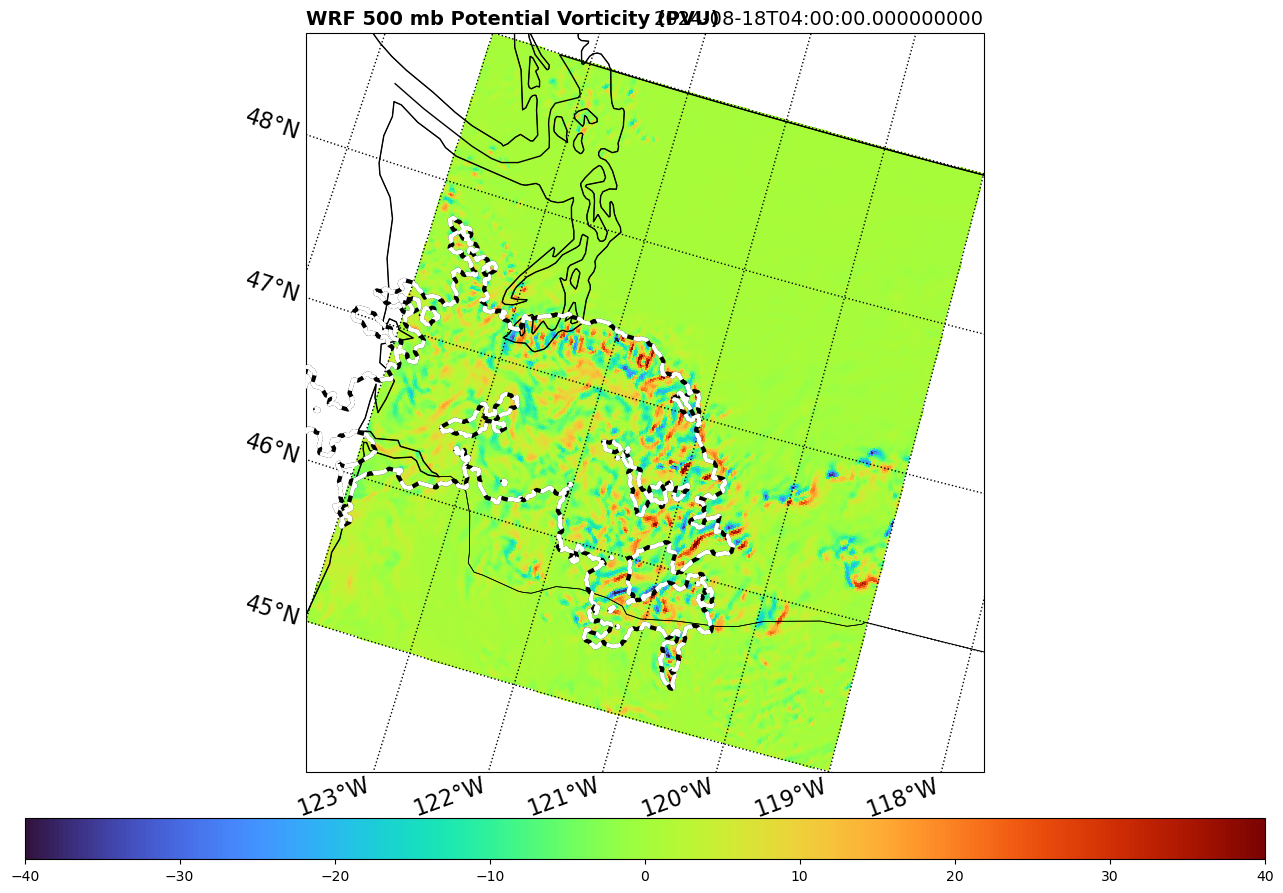 WRF 500 mb Potential Vorticity (PVU)
2024-08-18T04:00:00.000000000
48°N
47°N
46°N
45°N
123°W 122°W 121°W 120°W 119°W 118°W
−40 −30 −20 −10 0 10 20 30 40